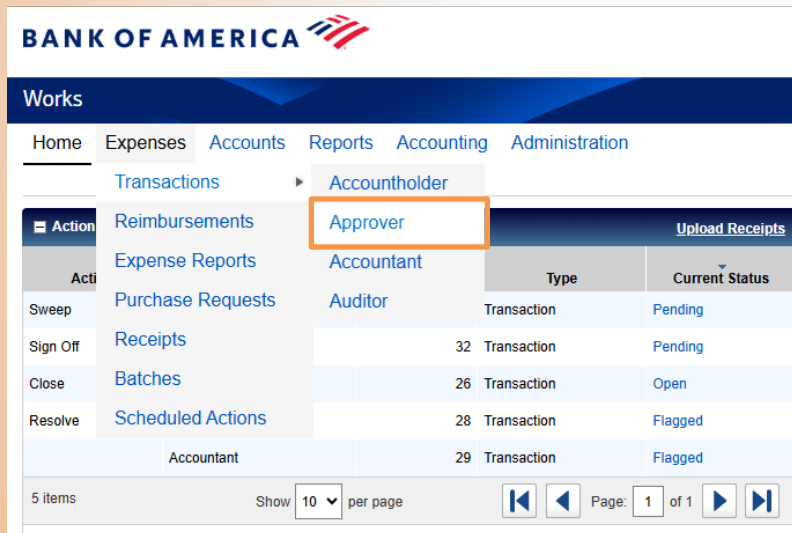 BANK OF AMERICA
Works
Home Expenses Accounts Reports Accounting Administration
Transactions Accountholder
Action Reimbursements Approver Upload Receipts
Acti Expense Reports Accountant Type Current Status
Sweep Purchase Requests Auditor Transaction Pending
Sign Off Receipts 32 Transaction Pending
Close Batches 26 Transaction Open
Resolve Scheduled Actions 28 Transaction Flagged
Accountant 29 Transaction Flagged
5 items Show 10 per page Page: 1 of 1